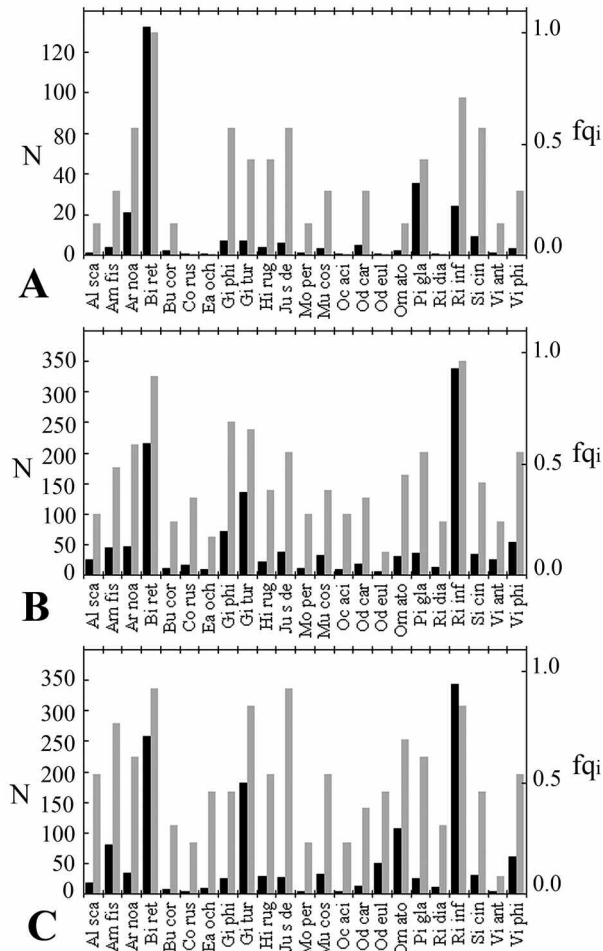 120
100
80
60
40
20
0
N
1.0
0.5
0.0
fqi
A
Al sca
Am fis
Ar noa
Bi ret
Bu cor
Co rus
Ea och
Gi phi
Gi tur
Hi rug
Ju s de
Mo per
Mu cos
Oc aci
Od car
Od eul
Om ato
Pi gla
Ri dia
Ri inf
Si cin
Vi ant
Vi phi
350
300
250
200
150
100
50
0
N
1.0
0.5
0.0
fqi
B
Al sca
Am fis
Ar noa
Bi ret
Bu cor
Co rus
Ea och
Gi phi
Gi tur
Hi rug
Ju s de
Mo per
Mu cos
Oc aci
Od car
Od eul
Om ato
Pi gla
Ri dia
Ri inf
Si cin
Vi ant
Vi phi
350
300
250
200
150
100
50
0
N
1.0
0.5
0.0
fqi
C
Al sca
Am fis
Ar noa
Bi ret
Bu cor
Co rus
Ea och
Gi phi
Gi tur
Hi rug
Ju s de
Mo per
Mu cos
Oc aci
Od car
Od eul
Om ato
Pi gla
Ri dia
Ri inf
Si cin
Vi ant
Vi phi